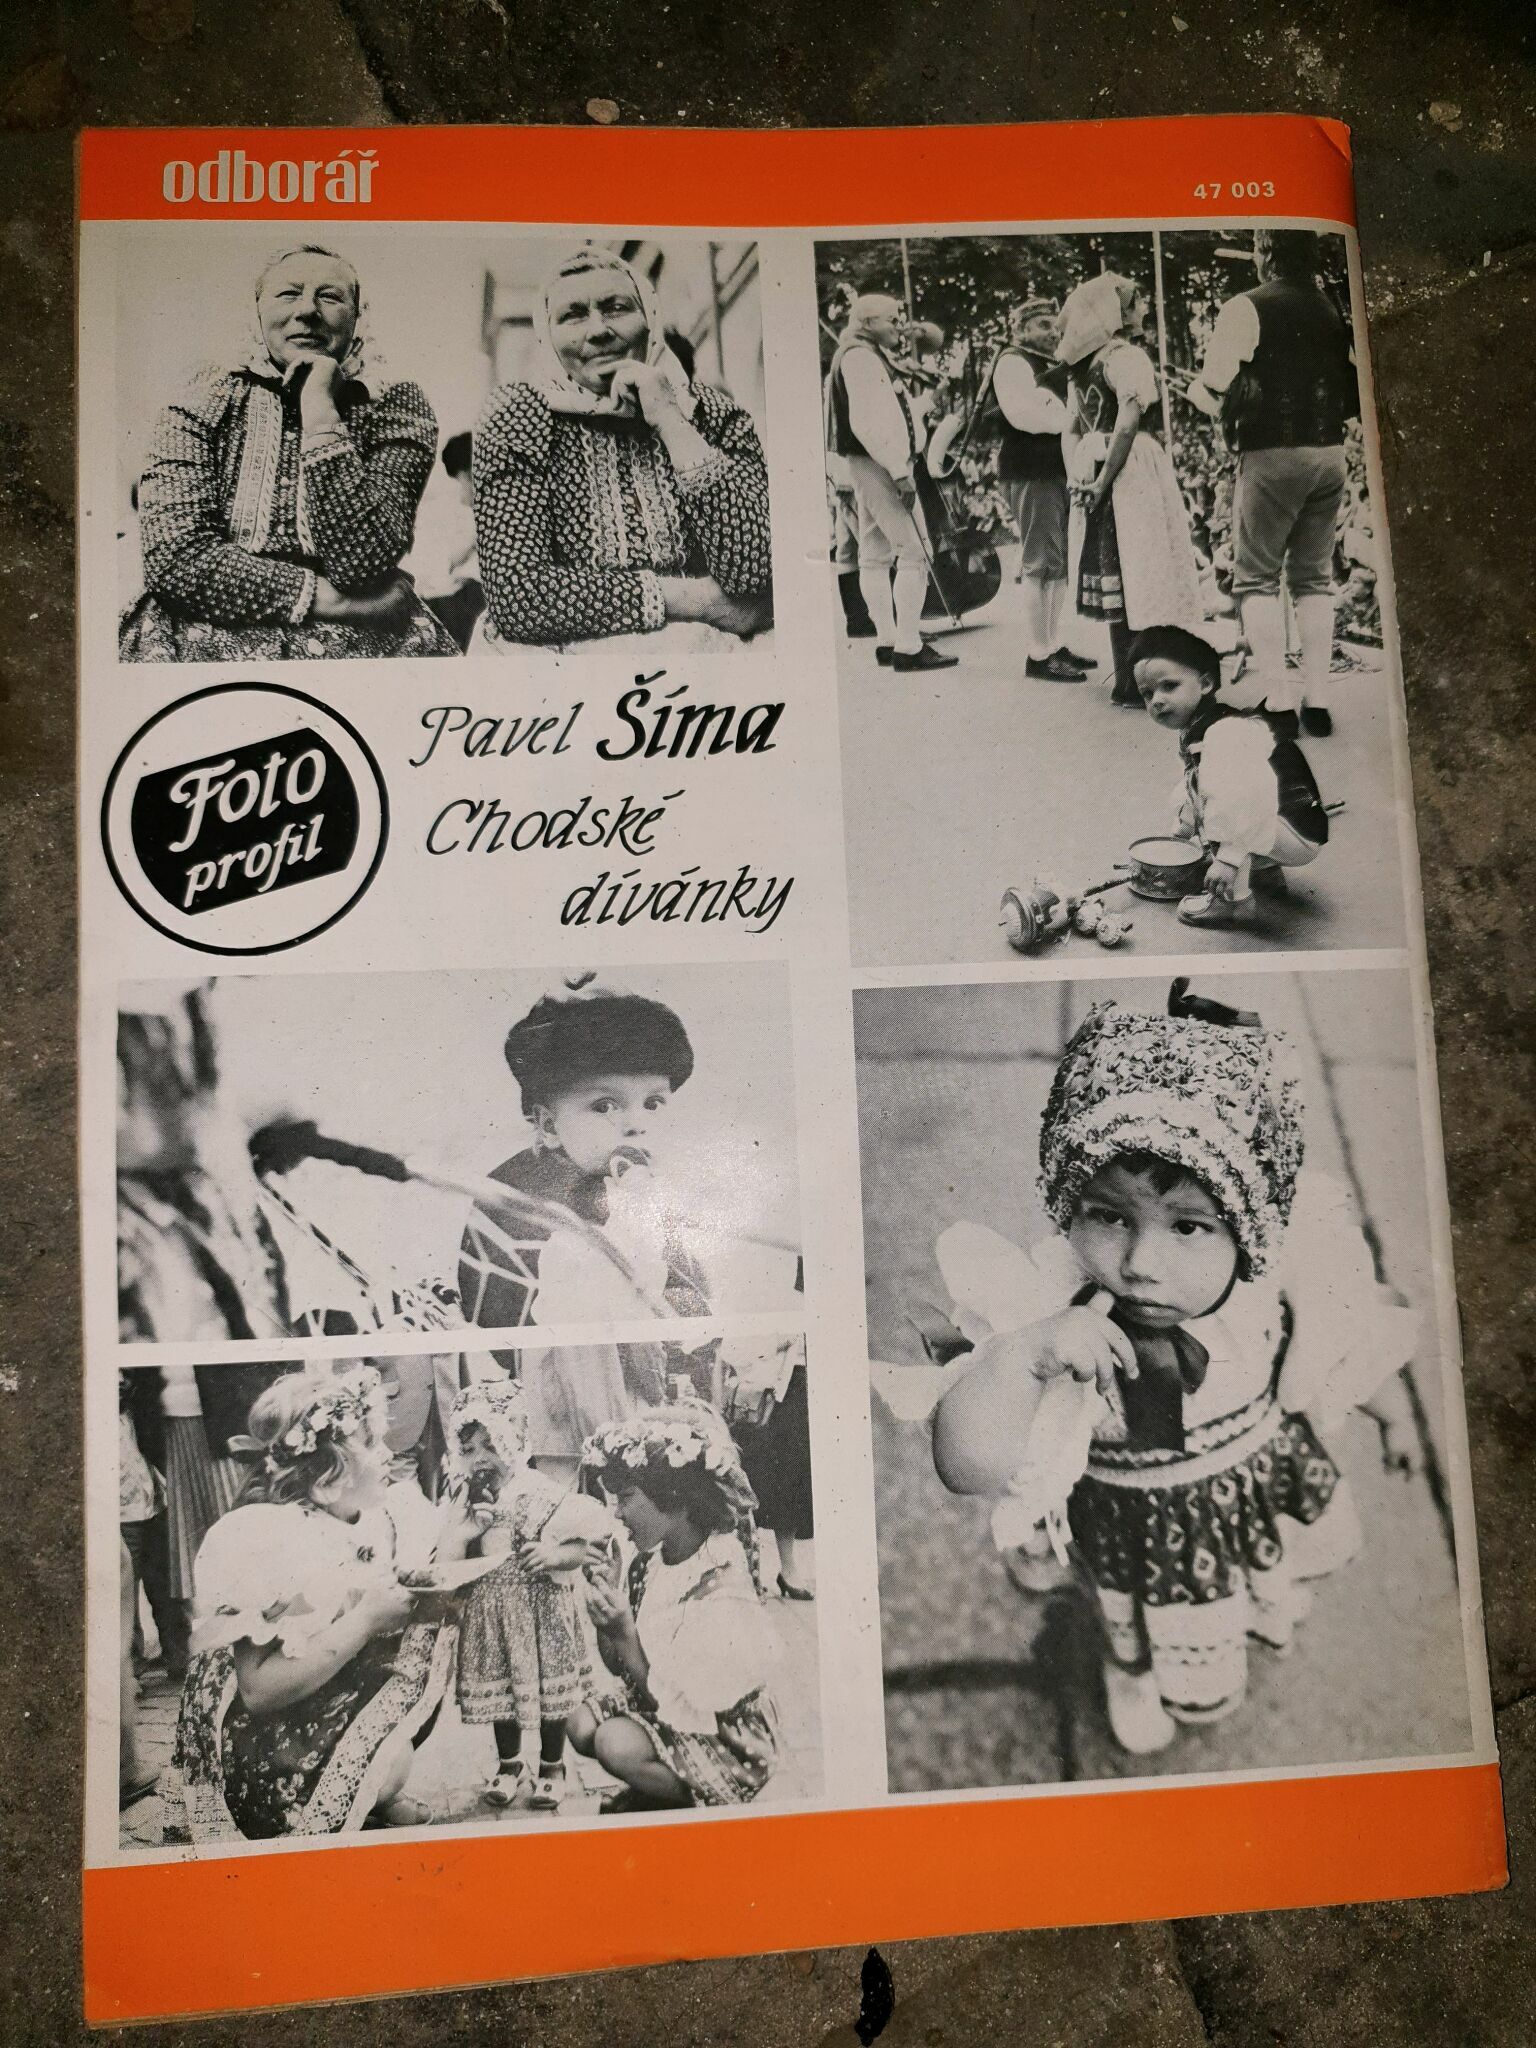 odborář
47 003
Foto
profil
Pavel Šíma
Chodské
dívánky